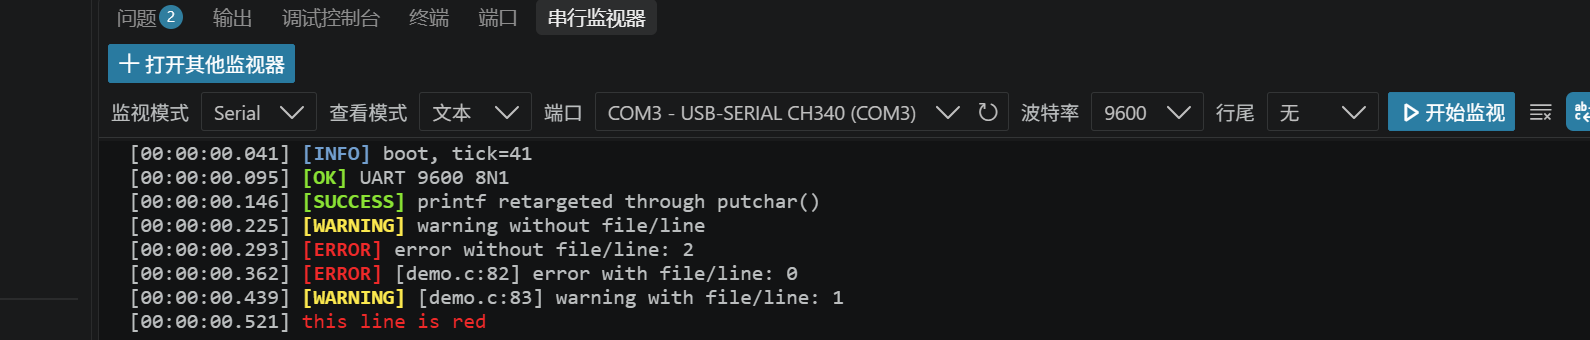 问题 2 输出 调试控制台 终端 端口 串行监视器
打开其他监视器
监视模式 Serial 查看模式 文本 端口 COM3 - USB-SERIAL CH340 (COM3) 波特率 9600 行尾 无 开始监视
[00:00:00.041] [INFO] boot, tick=41
[00:00:00.095] [OK] UART 9600 8N1
[00:00:00.146] [SUCCESS] printf retargeted through putchar()
[00:00:00.225] [WARNING] warning without file/line
[00:00:00.293] [ERROR] error without file/line: 2
[00:00:00.362] [ERROR] [demo.c:82] error with file/line: 0
[00:00:00.439] [WARNING] [demo.c:83] warning with file/line: 1
[00:00:00.521] this line is red